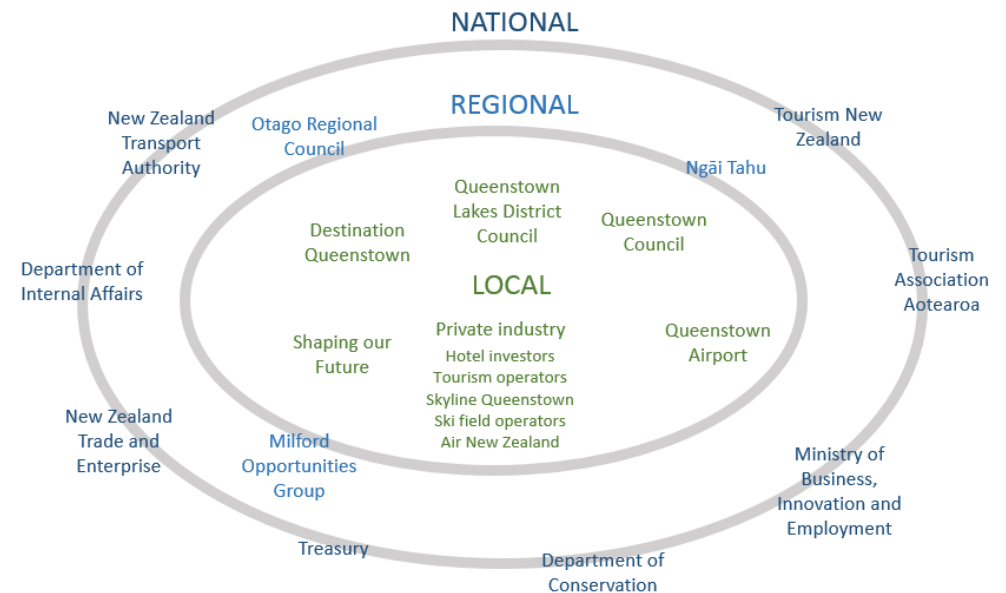 NATIONAL
REGIONAL
New Zealand
Transport
Authority
Otago Regional
Council
Tourism New
Zealand
Ngāi Tahu
Queenstown
Lakes District
Council
Destination
Queenstown
Queenstown
Council
Department of
Internal Affairs
LOCAL
Tourism
Association
Aotearoa
Shaping our
Future
Private industry
Hotel investors
Tourism operators
Skyline Queenstown
Ski field operators
Air New Zealand
Queenstown
Airport
New Zealand
Trade and
Enterprise
Milford
Opportunities
Group
Ministry of
Business,
Innovation and
Employment
Treasury
Department of
Conservation